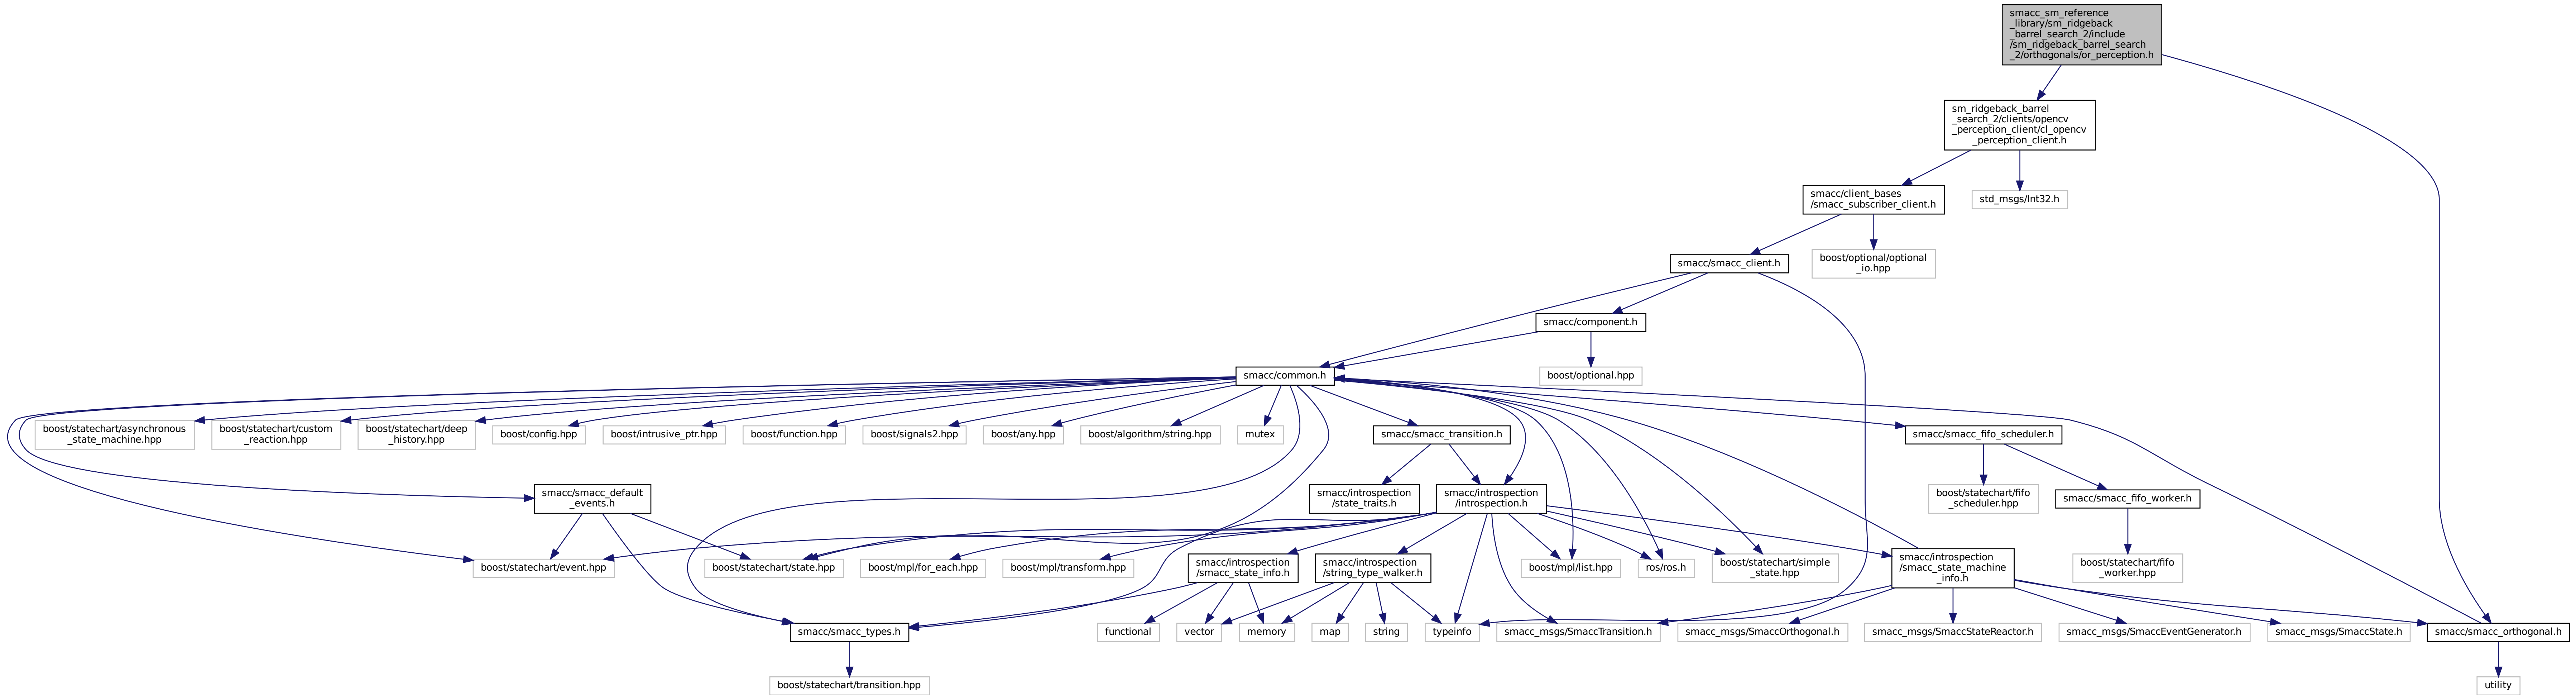 smacc_sm_reference
_library/sm_ridgeback
_barrel_search_2/include
/sm_ridgeback_barrel_search
_2/orthogonals/or_perception.h
sm_ridgeback_barrel
_search_2/clients/opencv
_perception_client/cl_opencv
_perception_client.h
smacc/client_bases
/smacc_subscriber_client.h
std_msgs/Int32.h
smacc/smacc_client.h
boost/optional/optional
_io.hpp
smacc/component.h
smacc/common.h
boost/optional.hpp
boost/statechart/asynchronous
_state_machine.hpp
boost/statechart/custom
_reaction.hpp
boost/statechart/deep
_history.hpp
boost/config.hpp
boost/intrusive_ptr.hpp
boost/function.hpp
boost/signals2.hpp
boost/any.hpp
boost/algorithm/string.hpp
mutex
smacc/smacc_transition.h
smacc/smacc_fifo_scheduler.h
smacc/smacc_default
_events.h
smacc/introspection
/state_traits.h
smacc/introspection
/introspection.h
boost/statechart/fifo
_scheduler.hpp
smacc/smacc_fifo_worker.h
boost/statechart/event.hpp
boost/statechart/state.hpp
boost/mpl/for_each.hpp
boost/mpl/transform.hpp
smacc/introspection
/smacc_state_info.h
smacc/introspection
/string_type_walker.h
boost/mpl/list.hpp
ros/ros.h
boost/statechart/simple
_state.hpp
smacc/introspection
/smacc_state_machine
_info.h
boost/statechart/fifo
_worker.hpp
smacc/smacc_types.h
functional
vector
memory
map
string
typeinfo
smacc_msgs/SmaccTransition.h
smacc_msgs/SmaccOrthogonal.h
smacc_msgs/SmaccStateReactor.h
smacc_msgs/SmaccEventGenerator.h
smacc_msgs/SmaccState.h
smacc/smacc_orthogonal.h
boost/statechart/transition.hpp
utility